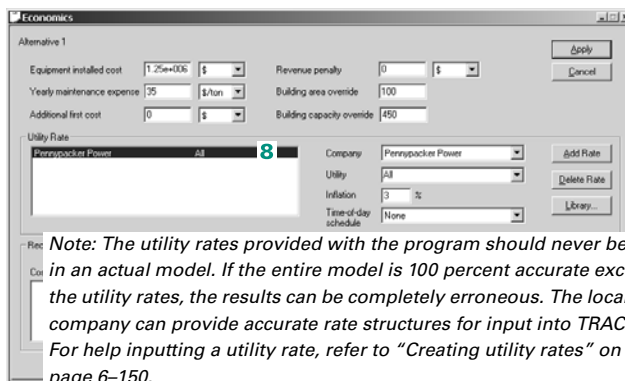 Economics
Alternative 1
Equipment installed cost 1.25e+006 $ Revenue penalty 0 $ Apply
Yearly maintenance expense 35 $/ton Building area override 100 Cancel
Additional first cost 0 $ Building capacity override 450
Utility Rate
Pennypacker Power All 8 Company Pennypacker Power Add Rate
Utility All Delete Rate
Inflation 3 % Library...
Time-of-day schedule None
Note: The utility rates provided with the program should never be
in an actual model. If the entire model is 100 percent accurate exc
the utility rates, the results can be completely erroneous. The local
company can provide accurate rate structures for input into TRAC
For help inputting a utility rate, refer to “Creating utility rates” on
page 6–150.